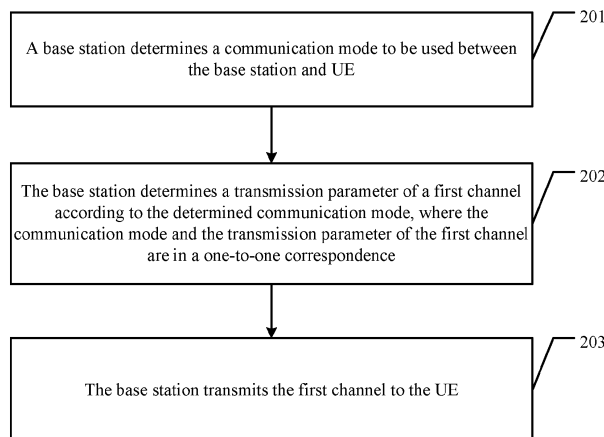 201
A base station determines a communication mode to be used between
the base station and UE
202
The base station determines a transmission parameter of a first channel
according to the determined communication mode, where the
communication mode and the transmission parameter of the first channel
are in a one-to-one correspondence
203
The base station transmits the first channel to the UE